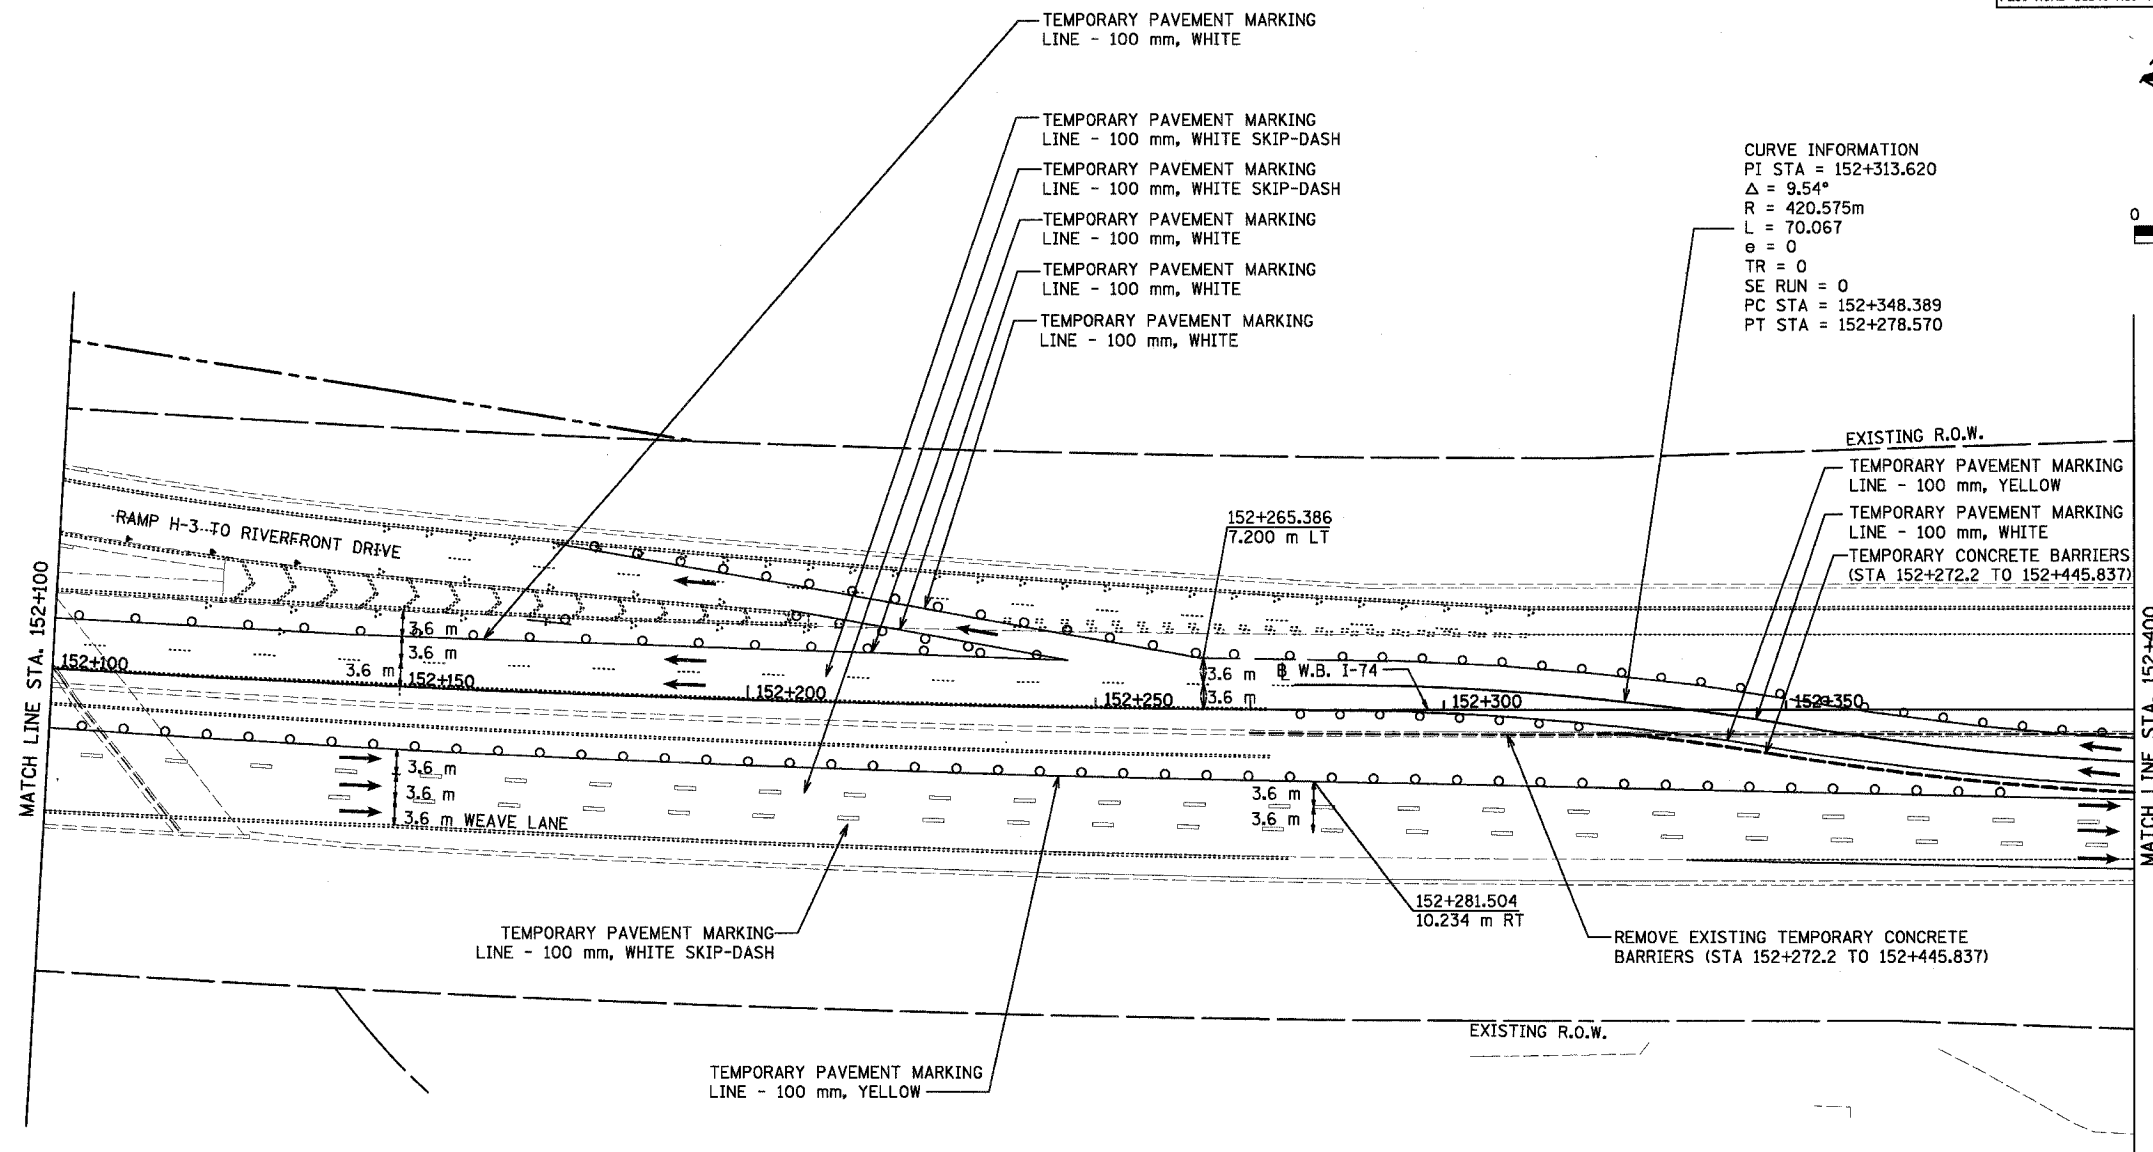 TEMPORARY PAVEMENT MARKING
LINE - 100 mm, WHITE
TEMPORARY PAVEMENT MARKING
LINE - 100 mm, WHITE SKIP-DASH
TEMPORARY PAVEMENT MARKING
LINE - 100 mm, WHITE SKIP-DASH
TEMPORARY PAVEMENT MARKING
LINE - 100 mm, WHITE
TEMPORARY PAVEMENT MARKING
LINE - 100 mm, WHITE
TEMPORARY PAVEMENT MARKING
LINE - 100 mm, WHITE
CURVE INFORMATION
PI STA = 152+313.620
Δ = 9.54°
R = 420.575m
L = 70.067
e = 0
TR = 0
SE RUN = 0
PC STA = 152+348.389
PT STA = 152+278.570
0
EXISTING R.O.W.
TEMPORARY PAVEMENT MARKING
LINE - 100 mm, YELLOW
TEMPORARY PAVEMENT MARKING
LINE - 100 mm, WHITE
TEMPORARY CONCRETE BARRIERS
(STA 152+272.2 TO 152+445.837)
RAMP H-3 TO RIVERFRONT DRIVE
152+265.386
7.200 m LT
MATCH LINE STA. 152+100
3.6 m
3.6 m
3.6 m
152+100
152+150
152+200
152+250
3.6 m
3.6 m
W.B. I-74
152+300
152+350
MATCH LINE STA. 152+400
3.6 m
3.6 m
3.6 m WEAVE LANE
3.6 m
3.6 m
152+281.504
10.234 m RT
TEMPORARY PAVEMENT MARKING
LINE - 100 mm, WHITE SKIP-DASH
REMOVE EXISTING TEMPORARY CONCRETE
BARRIERS (STA 152+272.2 TO 152+445.837)
EXISTING R.O.W.
TEMPORARY PAVEMENT MARKING
LINE - 100 mm, YELLOW